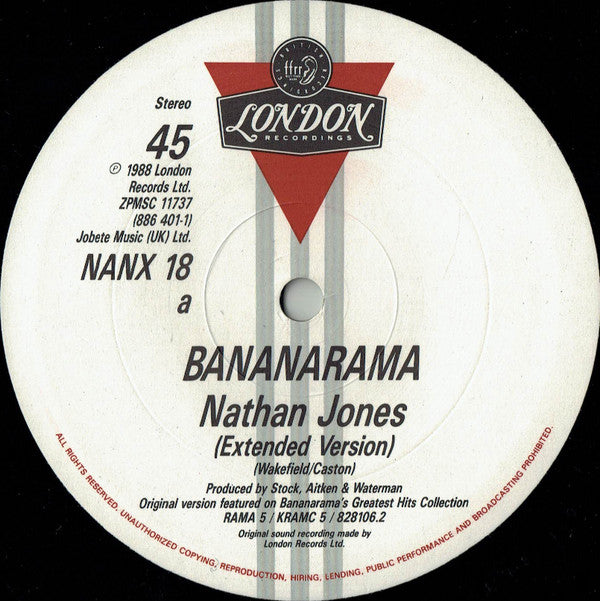 ffrr
LONDON
RECORDINGS
Stereo
45
℗ 1988 London
Records Ltd.
ZPMSC 11737
(886 401-1)
Jobete Music (UK) Ltd.
NANX 18
a
BANANARAMA
Nathan Jones
(Extended Version)
(Wakefield/Caston)
Produced by Stock, Aitken & Waterman
Original version featured on Bananarama's Greatest Hits Collection
RAMA 5 / KRAMC 5 / 828106.2
Original sound recording made by
London Records Ltd.
ALL RIGHTS RESERVED. UNAUTHORIZED COPYING, REPRODUCTION, HIRING, LENDING, PUBLIC PERFORMANCE AND BROADCASTING PROHIBITED.